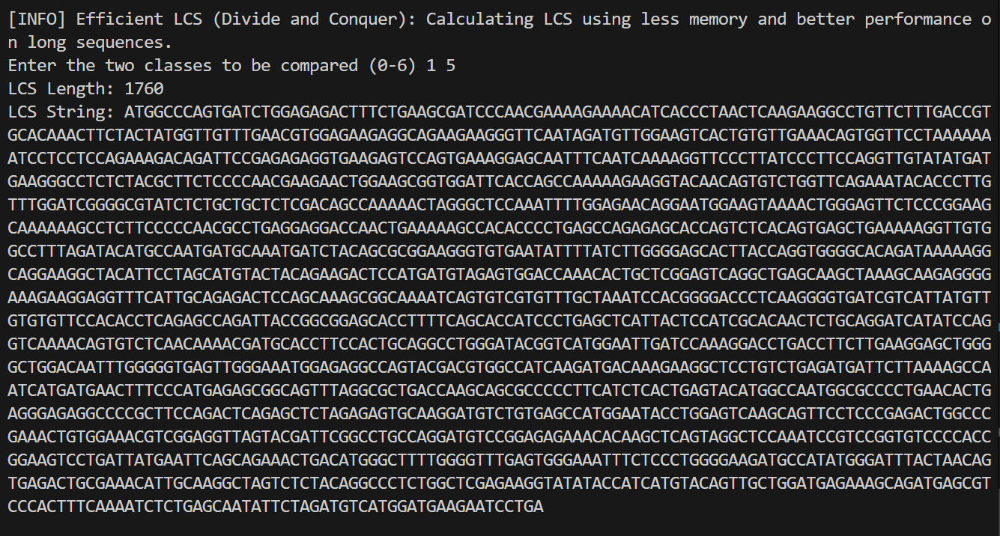 [INFO] Efficient LCS (Divide and Conquer): Calculating LCS using less memory and better performance o
n long sequences.
Enter the two classes to be compared (0-6) 1 5
LCS Length: 1760
LCS String: ATGGCCCAGTGATCTGGAGAGACTTTCTGAAGCGATCCCAACGAAAAGAAAACATCACCCTAACTCAAGAAGGCCTGTTCTTTGACCGT
GCACAAACTTCTACTATGGTTGTTTGAACGTGGAGAAGAGGCAGAAGAAGGGTTCAATAGATGTTGGAAGTCACTGTGTTGAAACAGTGGTTCCTAAAAAA
ATCCTCCTCCAGAAAGACAGATTCCGAGAGAGGTGAAGAGTCCAGTGAAAGGAGCAATTTCAATCAAAAGGTTCCCTTATCCCTTCCAGGTTGTATATGAT
GAAGGGCCTCTCTACGCTTCTCCCCAACGAAGAACTGGAAGCGGTGGATTCACCAGCCAAAAAGAAGGTACAACAGTGTCTGGTTCAGAAATACACCCTTG
TTTGGATCGGGGCGTATCTCTGCTGCTCTCGACAGCCAAAAACTAGGGCTCCAAATTTTGGAGAACAGGAATGGAAGTAAAACTGGGAGTTCTCCCGGAAG
CAAAAAAGCCTCTTCCCCCAACGCCTGAGGAGGACCAACTGAAAAAGCCACACCCCTGAGCCAGAGAGCACCAGTCTCACAGTGAGCTGAAAAAGGTTGTG
GCCTTTAGATACATGCCAATGATGCAAATGATCTACAGCGCGGAAGGGTGTGAATATTTTATCTTGGGGAGCACTTACCAGGTGGGGCACAGATAAAAAGG
CAGGAAGGCTACATTCCTAGCATGTACTACAGAAGACTCCATGATGTAGAGTGGACCAAACACTGCTCGGAGTCAGGCTGAGCAAGCTAAAGCAAGAGGGG
AAAGAAGGAGGTTTCATTGCAGAGACTCCAGCAAAGCGGCAAAATCAGTGTCGTGTTTGCTAAATCCACGGGGACCCTCAAGGGGTGATCGTCATTATGTT
GTGTGTTCCACACCTCAGAGCCAGATTACCGGCGGAGCACCTTTTCAGCACCATCCCTGAGCTCATTACTCCATCGCACAACTCTGCAGGATCATATCCAG
GTCAAAACAGTGTCTCAACAAAACGATGCACCTTCCACTGCAGGCCTGGGATACGGTCATGGAATTGATCCAAAGGACCTGACCTTCTTGAAGGAGCTGGG
GCTGGACAATTTGGGGGTGAGTTGGGAAATGGAGAGGCCAGTACGACGTGGCCATCAAGATGACAAAGAAGGCTCCTGTCTGAGATGATTCTTAAAAGCCA
ATCATGATGAACTTTCCCATGAGAGCGGCAGTTTAGGCGCTGACCAAGCAGCGCCCCCTTCATCTCACTGAGTACATGGCCAATGGCGCCCCTGAACACTG
AGGGAGAGGCCCCGCTTCCAGACTCAGAGCTCTAGAGAGTGCAAGGATGTCTGTGAGCCATGGAATACCTGGAGTCAAGCAGTTCCTCCCGAGACTGGCCC
GAAACTGTGGAAACGTCGGAGGTTAGTACGATTCGGCCTGCCAGGATGTCCGGAGAGAAACACAAGCTCAGTAGGCTCCAAATCCGTCCGGTGTCCCCACC
GGAAGTCCTGATTATGAATTCAGCAGAAACTGACATGGGCTTTTGGGGTTTGAGTGGGAAATTTCTCCCTGGGGAAGATGCCATATGGGATTTACTAACAG
TGAGACTGCGAAACATTGCAAGGCTAGTCTCTACAGGCCCTCTGGCTCGAGAAGGTATATACCATCATGTACAGTTGCTGGATGAGAAAGCAGATGAGCGT
CCCACTTTCAAAATCTCTGAGCAATATTCTAGATGTCATGGATGAAGAATCCTGA